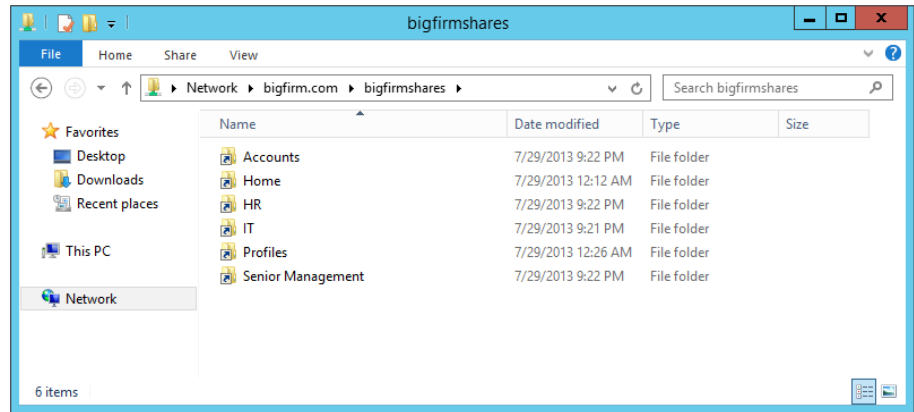 bigfirmshares
File Home Share View
Network bigfirm.com bigfirmshares Search bigfirmshares
Favorites
Desktop
Downloads
Recent places
This PC
Network
Name Date modified Type Size
Accounts 7/29/2013 9:22 PM File folder
Home 7/29/2013 12:12 AM File folder
HR 7/29/2013 9:22 PM File folder
IT 7/29/2013 9:21 PM File folder
Profiles 7/29/2013 12:26 AM File folder
Senior Management 7/29/2013 9:22 PM File folder
6 items